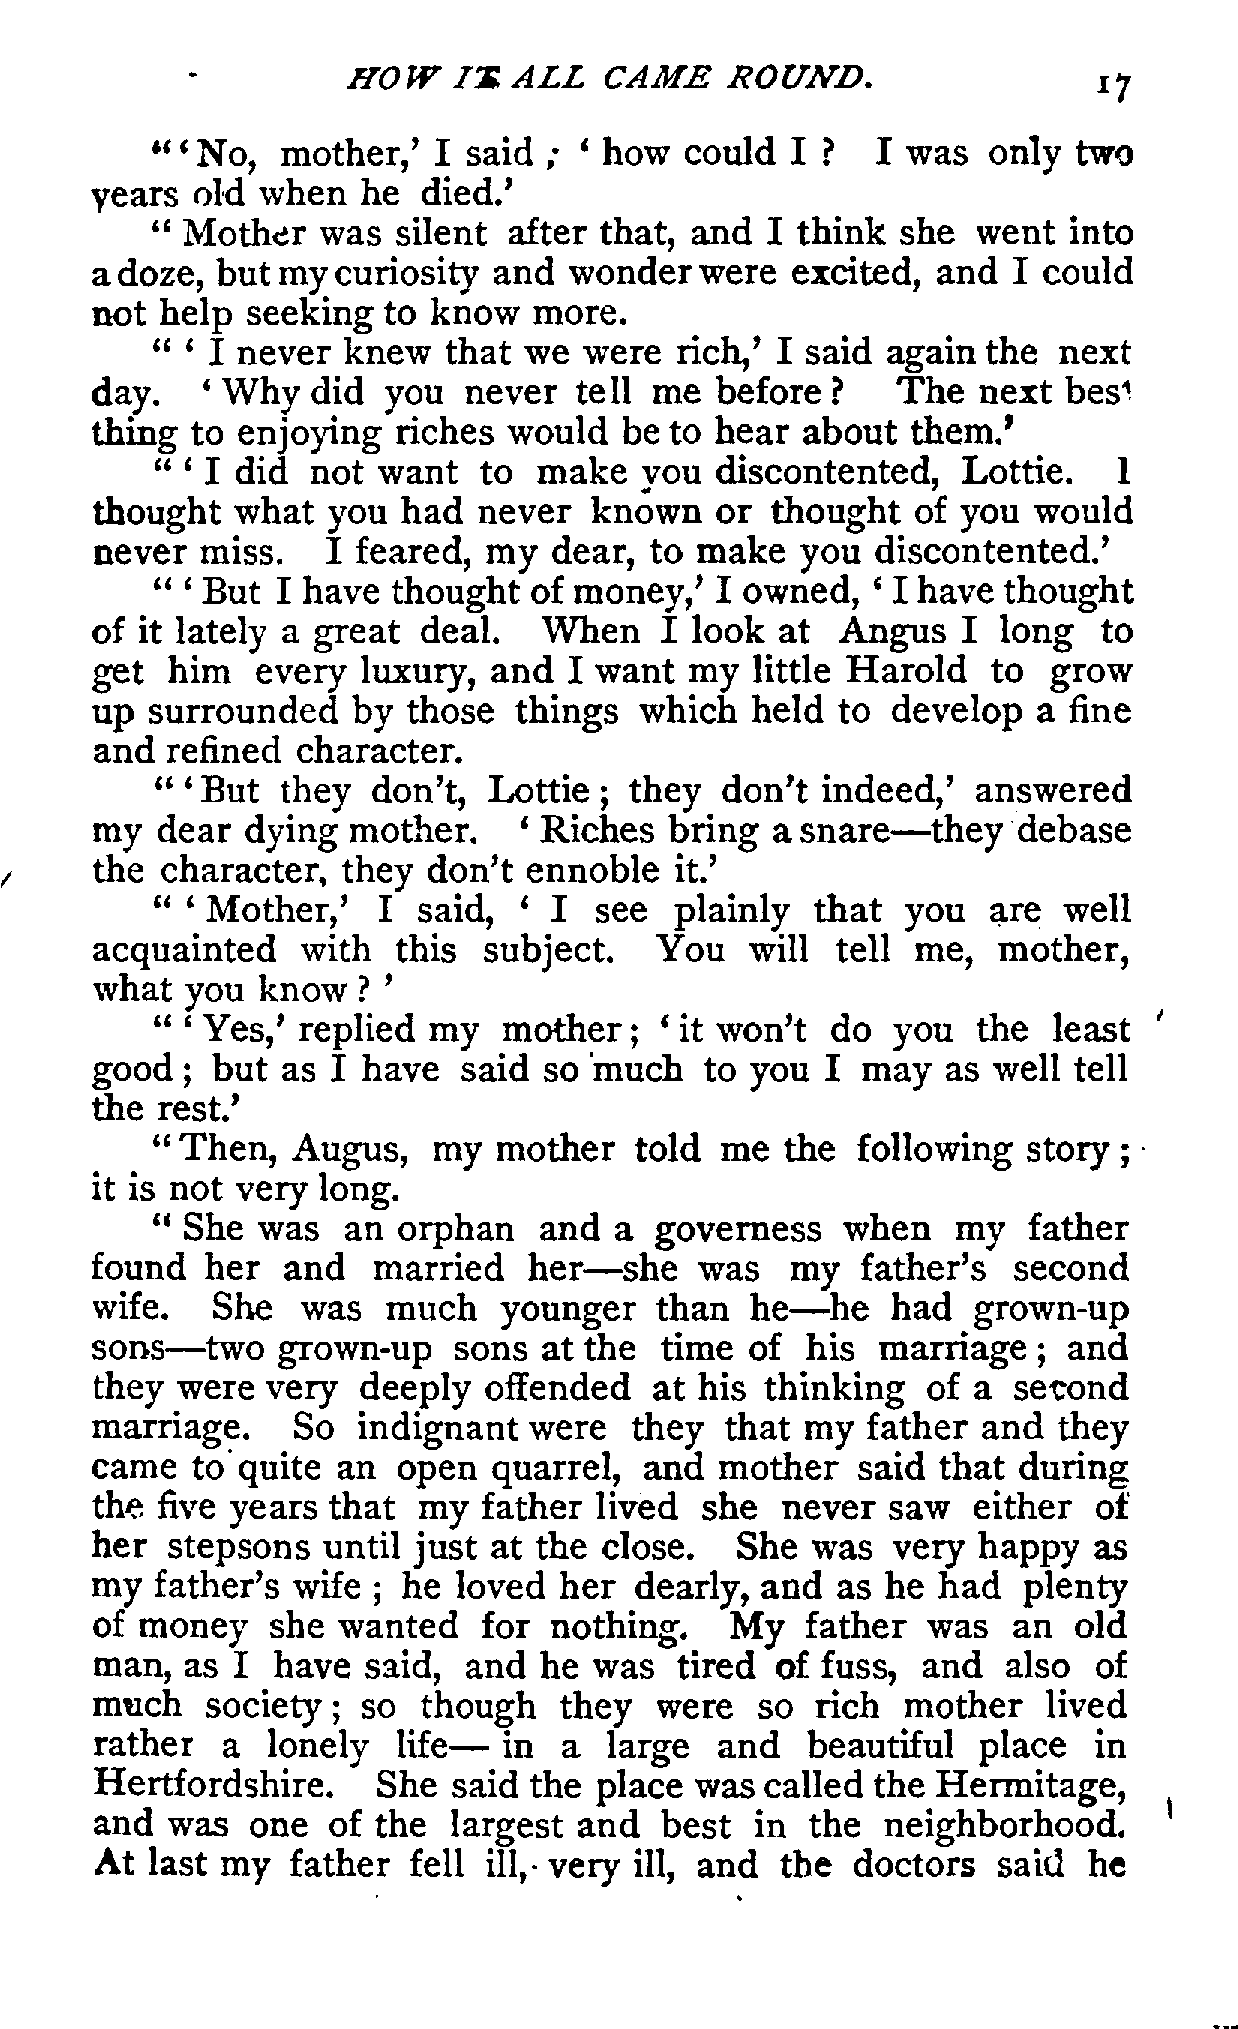 HOW IT ALL CAME ROUND. 17
"'No, mother,' I said; 'how could I? I was only two
years old when he died.'
"Mother was silent after that, and I think she went into
a doze, but my curiosity and wonder were excited, and I could
not help seeking to know more.
"'I never knew that we were rich,' I said again the next
day. 'Why did you never tell me before? The next best
thing to enjoying riches would be to hear about them.'
"'I did not want to make you discontented, Lottie. I
thought what you had never known or thought of you would
never miss. I feared, my dear, to make you discontented.'
"'But I have thought of money,' I owned, 'I have thought
of it lately a great deal. When I look at Angus I long to
get him every luxury, and I want my little Harold to grow
up surrounded by those things which held to develop a fine
and refined character.
"'But they don't, Lottie; they don't indeed,' answered
my dear dying mother. 'Riches bring a snare—they debase
the character, they don't ennoble it.'
"'Mother,' I said, 'I see plainly that you are well
acquainted with this subject. You will tell me, mother,
what you know?'
"'Yes,' replied my mother; 'it won't do you the least
good; but as I have said so much to you I may as well tell
the rest.'
"Then, Augus, my mother told me the following story;
it is not very long.
"She was an orphan and a governess when my father
found her and married her—she was my father's second
wife. She was much younger than he—he had grown-up
sons—two grown-up sons at the time of his marriage; and
they were very deeply offended at his thinking of a second
marriage. So indignant were they that my father and they
came to quite an open quarrel, and mother said that during
the five years that my father lived she never saw either of
her stepsons until just at the close. She was very happy as
my father's wife; he loved her dearly, and as he had plenty
of money she wanted for nothing. My father was an old
man, as I have said, and he was tired of fuss, and also of
much society; so though they were so rich mother lived
rather a lonely life—in a large and beautiful place in
Hertfordshire. She said the place was called the Hermitage,
and was one of the largest and best in the neighborhood.
At last my father fell ill, very ill, and the doctors said he